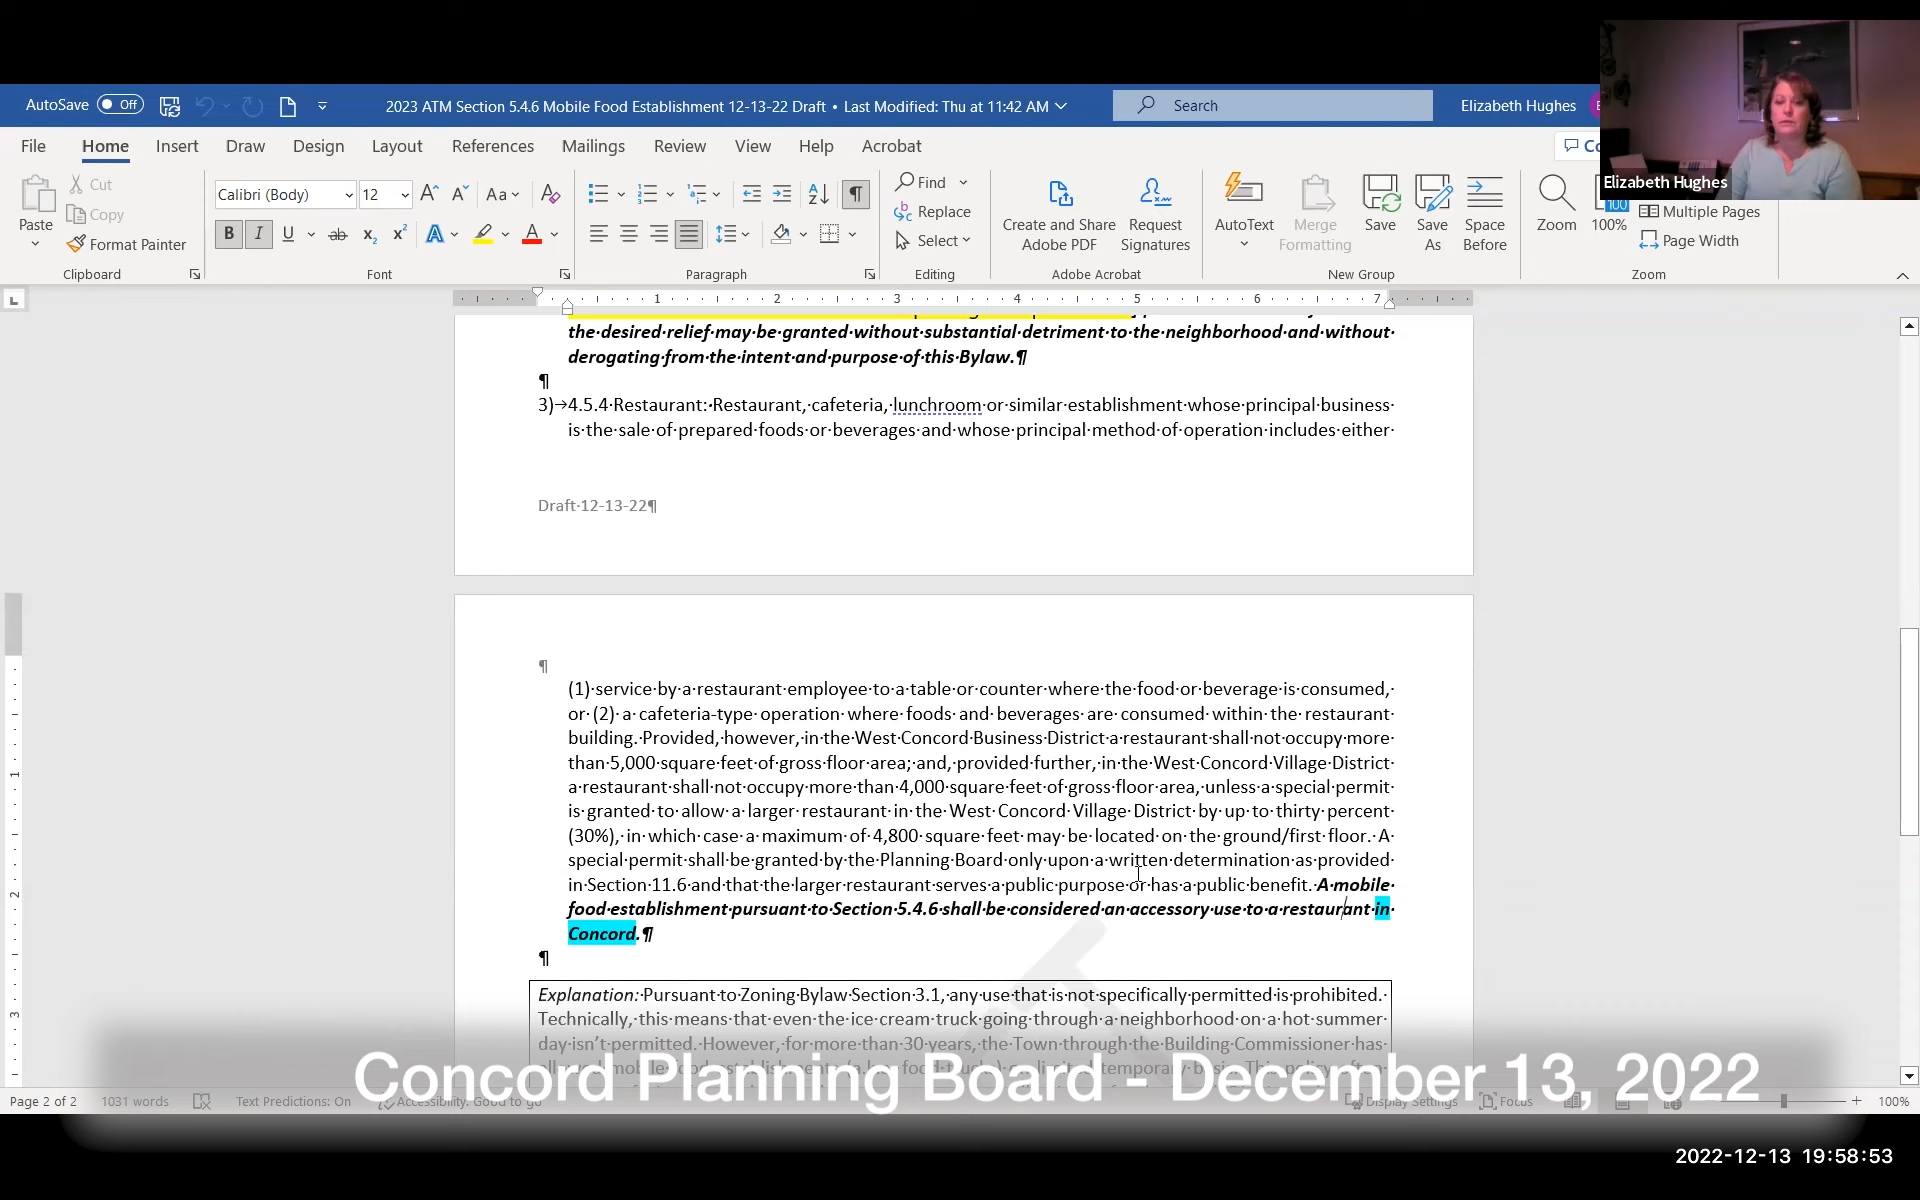 AutoSave Off
2023 ATM Section 5.4.6 Mobile Food Establishment 12-13-22 Draft • Last Modified: Thu at 11:42 AM
Search
Elizabeth Hughes
File Home Insert Draw Design Layout References Mailings Review View Help Acrobat
Elizabeth Hughes
Paste
Cut
Copy
Format Painter
Clipboard
Calibri (Body) 12
Font
Paragraph
Find
Replace
Select
Editing
Create and Share Adobe PDF
Request Signatures
Adobe Acrobat
AutoText
Merge Formatting
Save
Save As
Space Before
New Group
Zoom
100%
Multiple Pages
Page Width
Zoom
1 2 3 4 5 6 7
the desired relief may be granted without substantial detriment to the neighborhood and without
derogating from the intent and purpose of this Bylaw.¶
¶
3)→4.5.4 Restaurant: Restaurant, cafeteria, lunchroom or similar establishment whose principal business
is the sale of prepared foods or beverages and whose principal method of operation includes either
Draft 12-13-22¶
¶
(1) service by a restaurant employee to a table or counter where the food or beverage is consumed,
or (2) a cafeteria-type operation where foods and beverages are consumed within the restaurant
building. Provided, however, in the West Concord Business District a restaurant shall not occupy more
than 5,000 square feet of gross floor area; and, provided further, in the West Concord Village District
a restaurant shall not occupy more than 4,000 square feet of gross floor area, unless a special permit
is granted to allow a larger restaurant in the West Concord Village District by up to thirty percent
(30%), in which case a maximum of 4,800 square feet may be located on the ground/first floor. A
special permit shall be granted by the Planning Board only upon a written determination as provided
in Section 11.6 and that the larger restaurant serves a public purpose or has a public benefit. A mobile
food establishment pursuant to Section 5.4.6 shall be considered an accessory use to a restaurant in
Concord.¶
¶
Explanation: Pursuant to Zoning Bylaw Section 3.1, any use that is not specifically permitted is prohibited.
Technically, this means that even the ice cream truck going through a neighborhood on a hot summer
day isn't permitted. However, for more than 30 years, the Town through the Building Commissioner has
Concord Planning Board - December 13, 2022
Page 2 of 2 1031 words Text Predictions: On Accessibility: Good to go Display Settings Focus 100%
2022-12-13 19:58:53